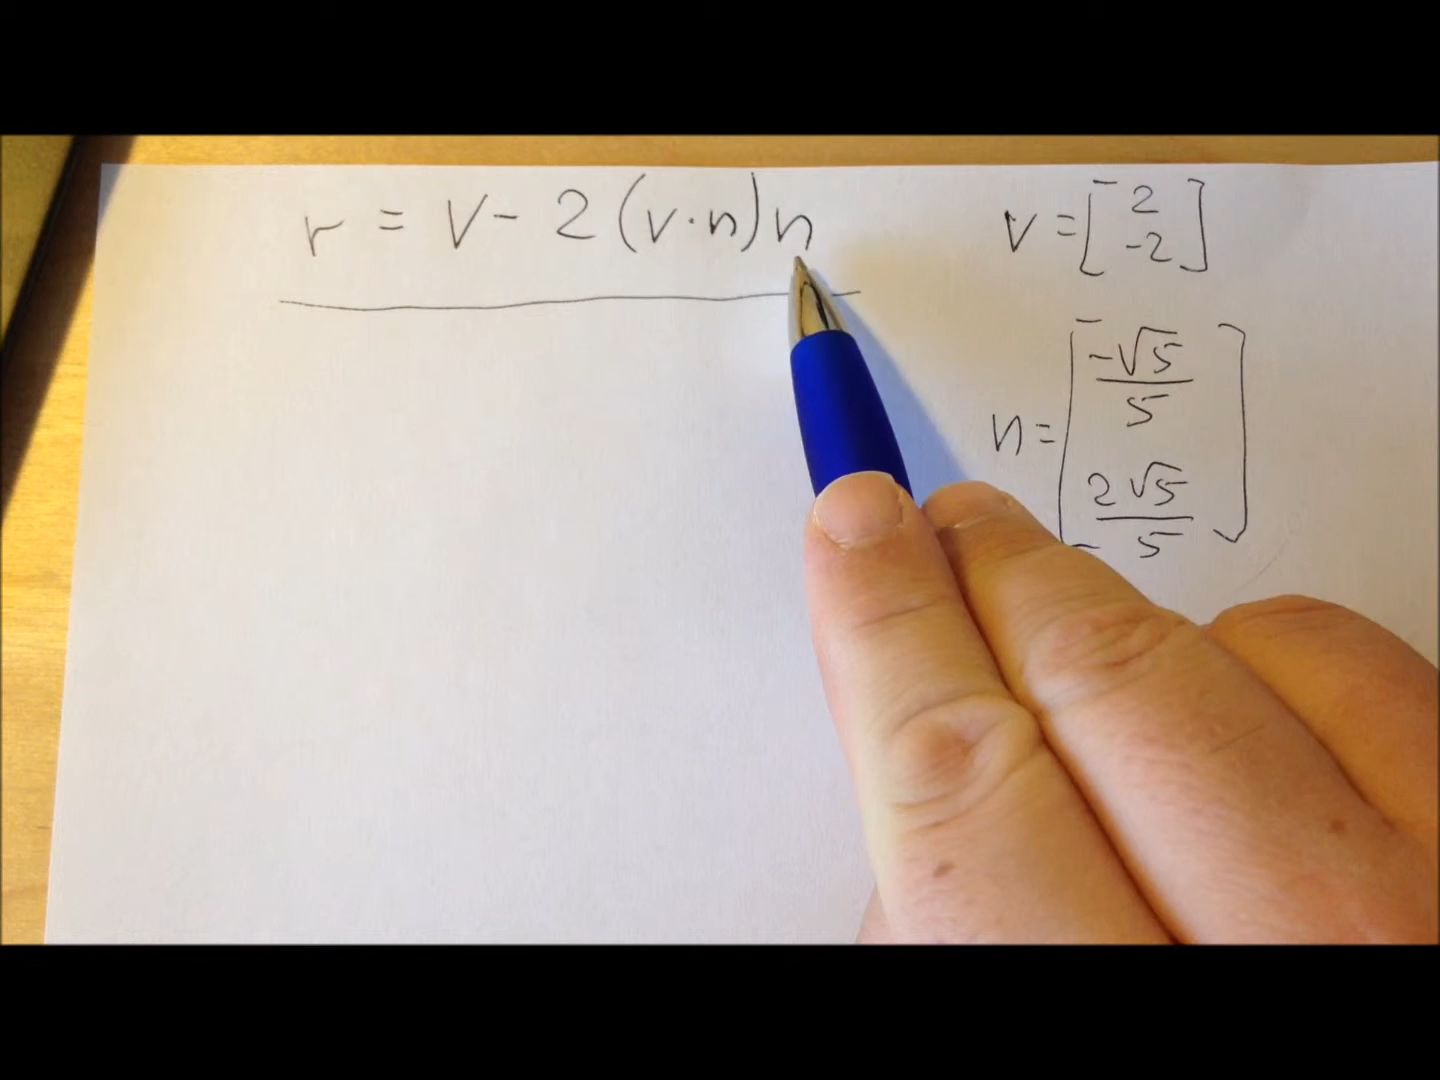 r = v - 2 (v · n) n
v = [ 2
-2 ]
n = [ -√5
5
2√5
5 ]